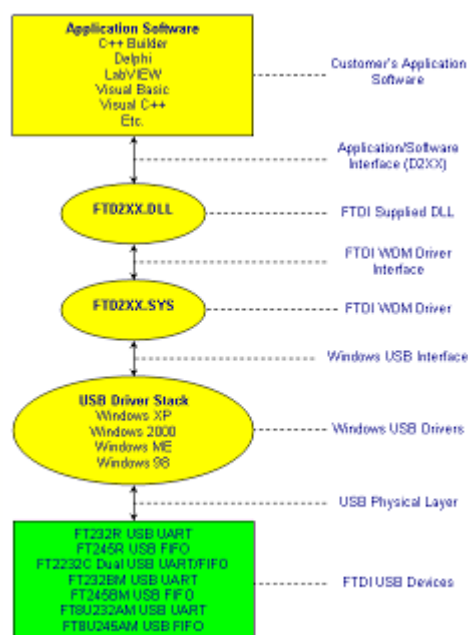 Application Software
C++ Builder
Delphi
LabVIEW
Visual Basic
Visual C++
Etc.
Customer's Application
Software
Application/Software
Interface (D2XX)
FTD2XX.DLL
FTDI Supplied DLL
FTDI WDM Driver
Interface
FTD2XX.SYS
FTDI WDM Driver
Windows USB Interface
USB Driver Stack
Windows XP
Windows 2000
Windows ME
Windows 98
Windows USB Drivers
USB Physical Layer
FT232R USB UART
FT245R USB FIFO
FT2232C Dual USB UART/FIFO
FT232BM USB UART
FT245BM USB FIFO
FT8U232AM USB UART
FT8U245AM USB FIFO
FTDI USB Devices